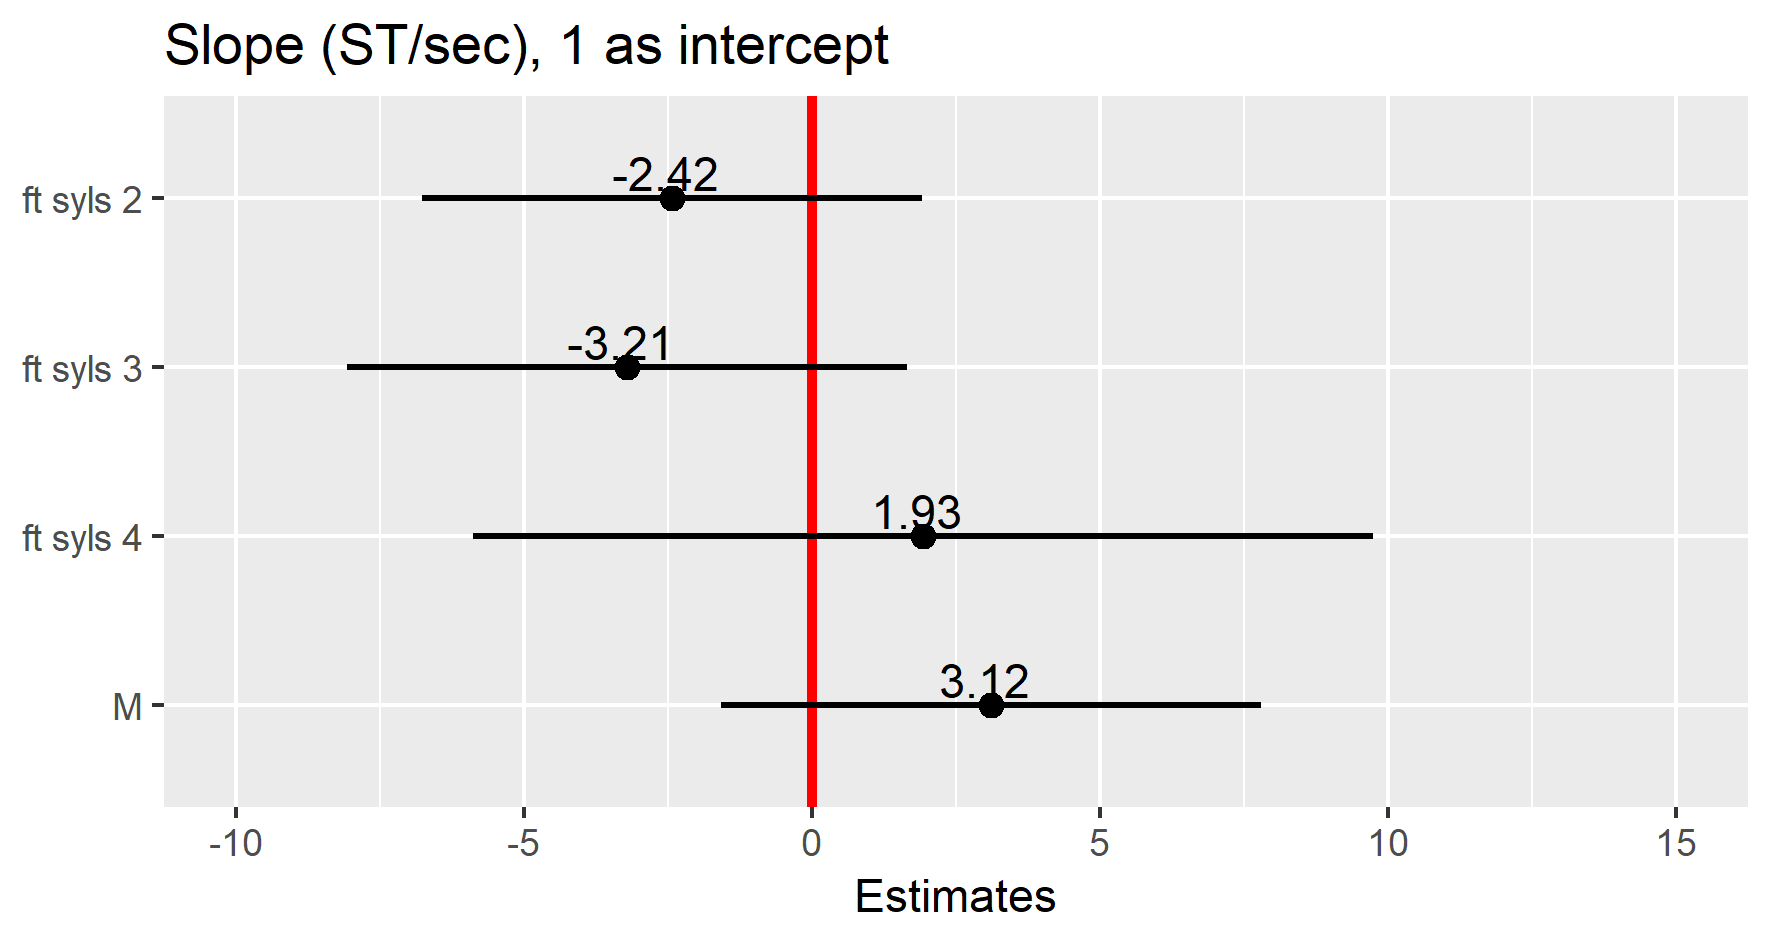 Slope (ST/sec), 1 as intercept
ft syls 2
-2.42
ft syls 3
-3.21
ft syls 4
1.93
M
3.12
-10 -5 0 5 10 15
Estimates